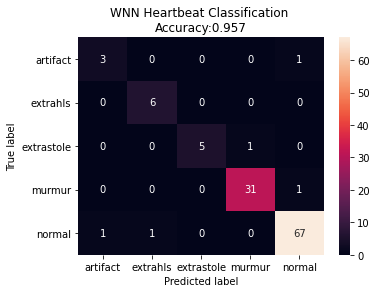 WNN Heartbeat Classification
Accuracy:0.957
True label
artifact 3 0 0 0 1
extrahls 0 6 0 0 0
extrastole 0 0 5 1 0
murmur 0 0 0 31 1
normal 1 1 0 0 67
artifact extrahls extrastole murmur normal
Predicted label
60
50
40
30
20
10
0